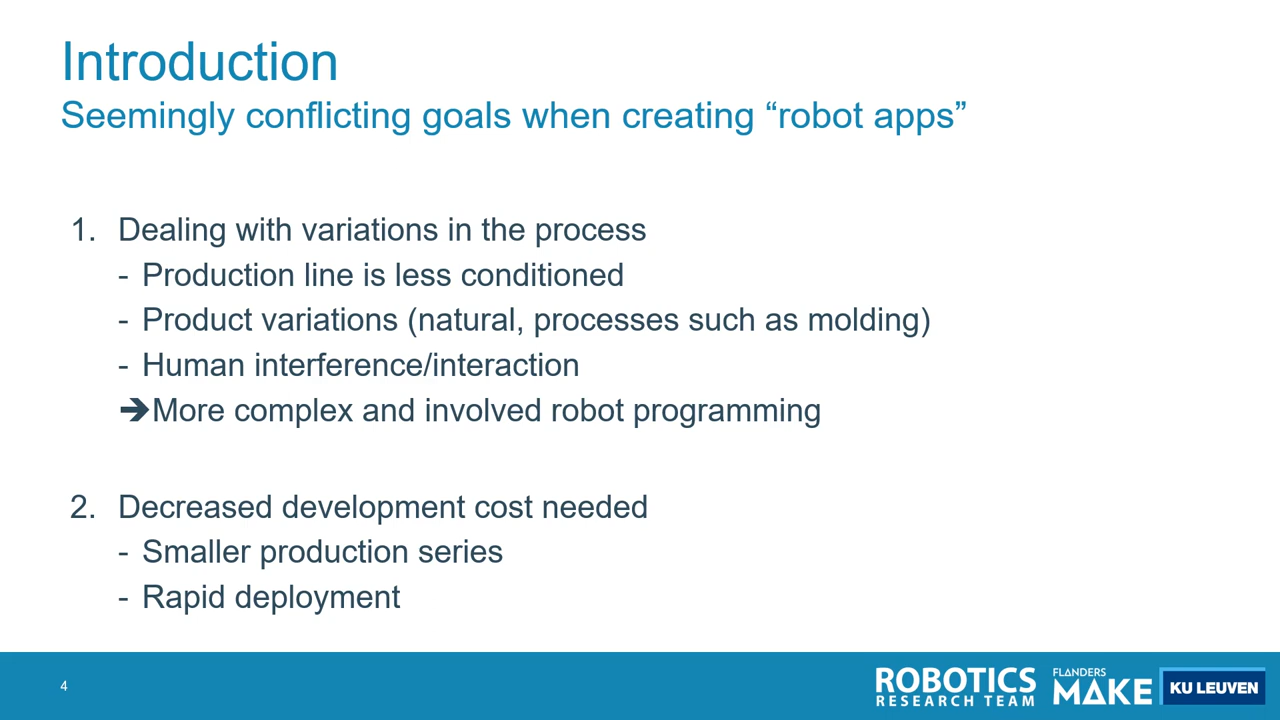 Introduction
Seemingly conflicting goals when creating “robot apps”
1. Dealing with variations in the process
- Production line is less conditioned
- Product variations (natural, processes such as molding)
- Human interference/interaction
➔More complex and involved robot programming
2. Decreased development cost needed
- Smaller production series
- Rapid deployment
4
ROBOTICS
RESEARCH TEAM
FLANDERS
MAKE
KU LEUVEN